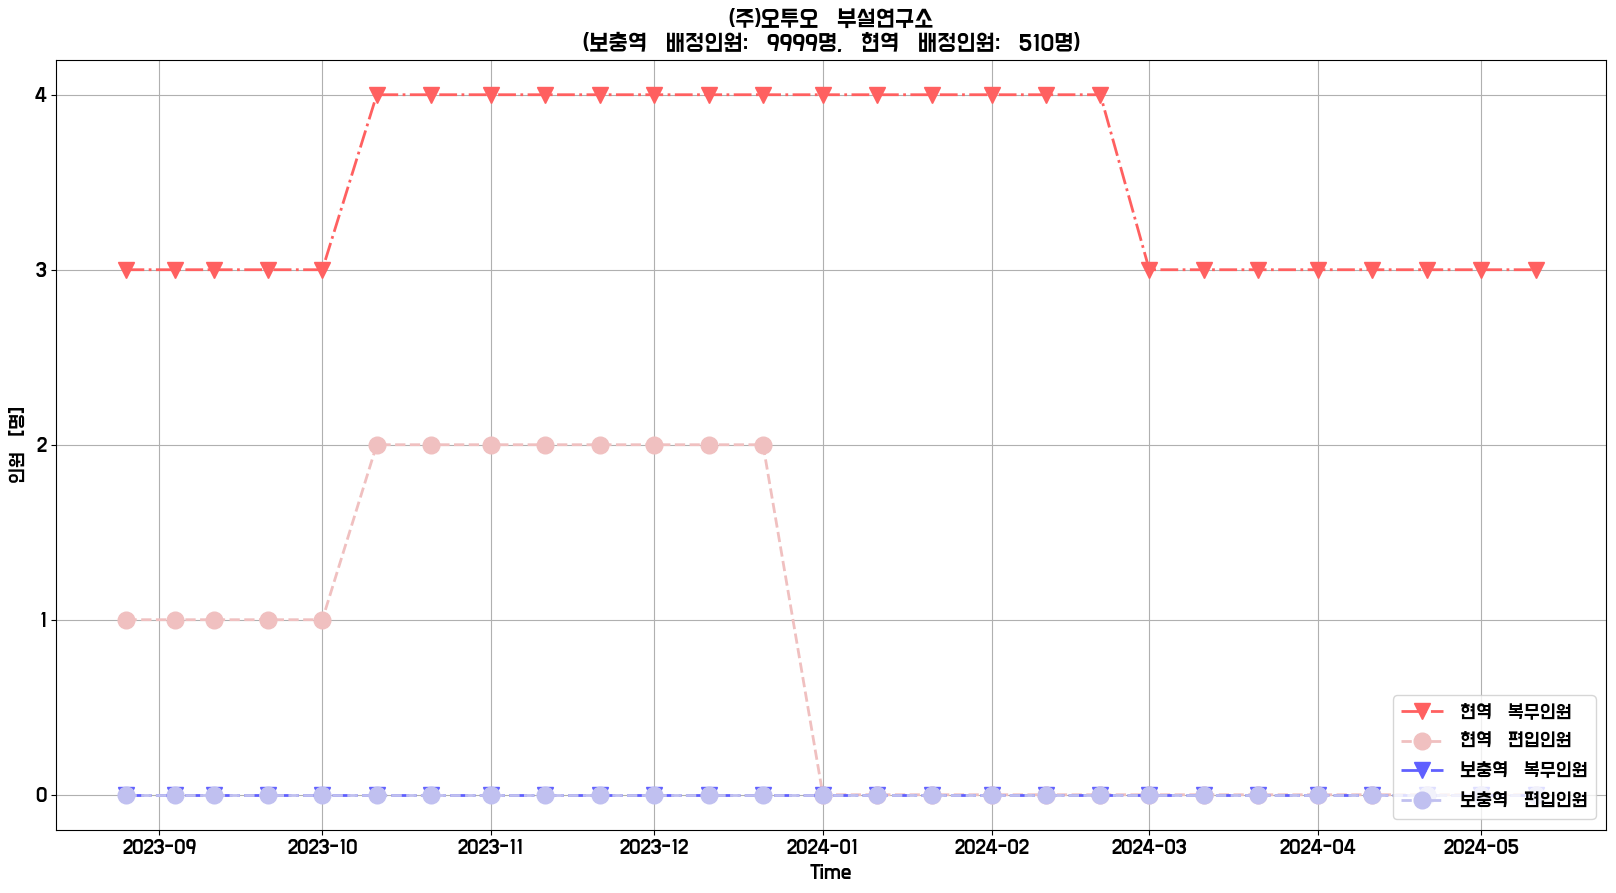 (주)오투오 부설연구소
(보충역 배정인원: 9999명, 현역 배정인원: 510명)
인원 [명]
4
3
2
1
0
2023-09 2023-10 2023-11 2023-12 2024-01 2024-02 2024-03 2024-04 2024-05
Time
현역 복무인원
현역 편입인원
보충역 복무인원
보충역 편입인원